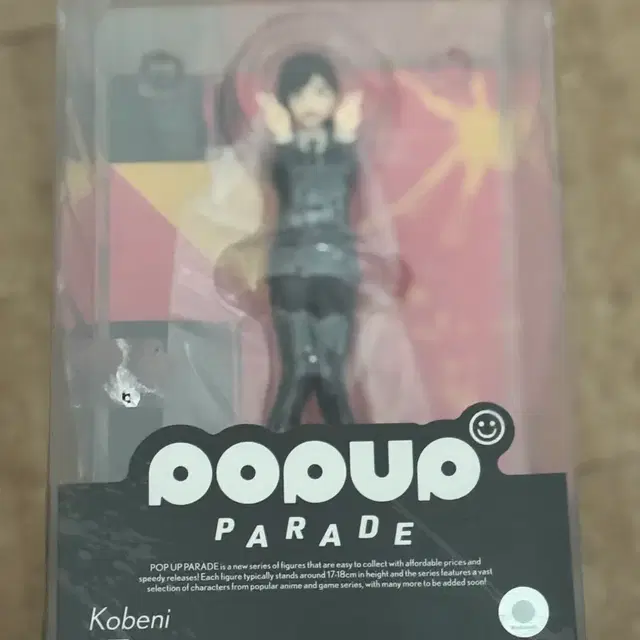 POPUP
PARADE
POP UP PARADE is a new series of figures that are easy to collect with affordable prices and
speedy releases! Each figure typically stands around 17-18cm in height and the series features a vast
selection of characters from popular anime and game series, with many more to be added soon!
Kobeni